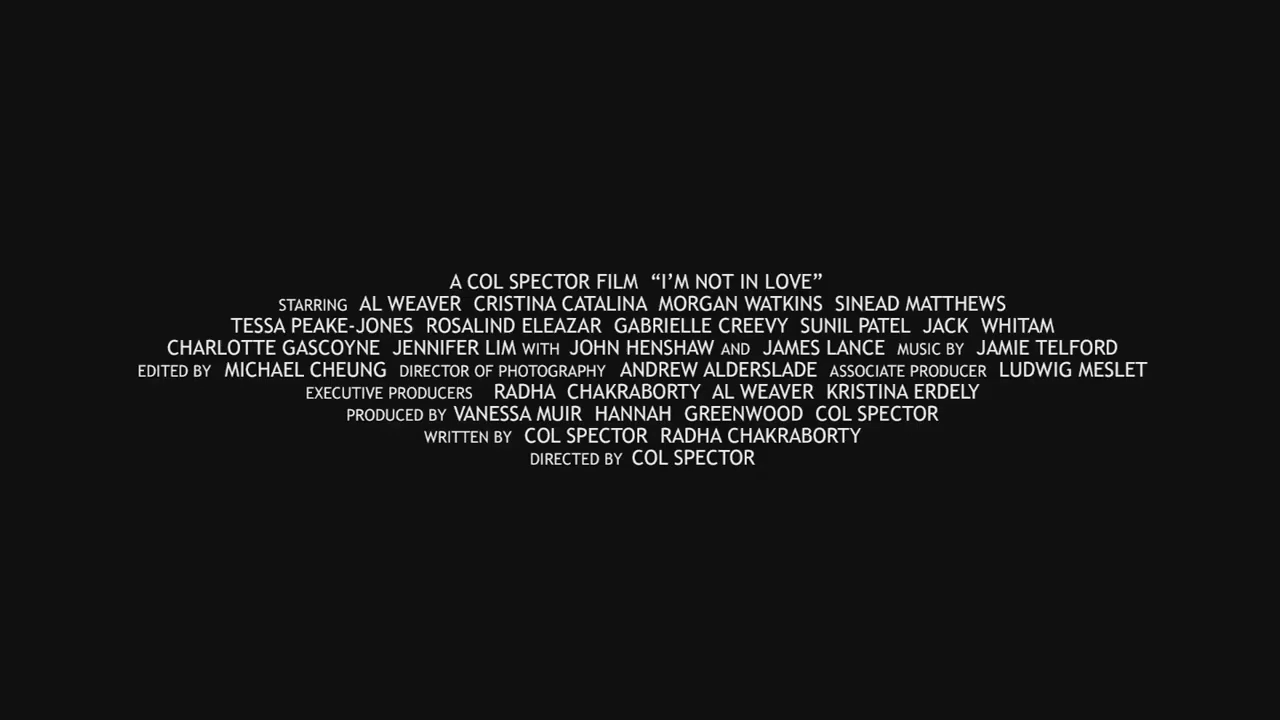 A COL SPECTOR FILM “I’M NOT IN LOVE”
STARRING AL WEAVER CRISTINA CATALINA MORGAN WATKINS SINEAD MATTHEWS
TESSA PEAKE-JONES ROSALIND ELEAZAR GABRIELLE CREEVY SUNIL PATEL JACK WHITAM
CHARLOTTE GASCOYNE JENNIFER LIM WITH JOHN HENSHAW AND JAMES LANCE MUSIC BY JAMIE TELFORD
EDITED BY MICHAEL CHEUNG DIRECTOR OF PHOTOGRAPHY ANDREW ALDERSLADE ASSOCIATE PRODUCER LUDWIG MESLET
EXECUTIVE PRODUCERS RADHA CHAKRABORTY AL WEAVER KRISTINA ERDELY
PRODUCED BY VANESSA MUIR HANNAH GREENWOOD COL SPECTOR
WRITTEN BY COL SPECTOR RADHA CHAKRABORTY
DIRECTED BY COL SPECTOR